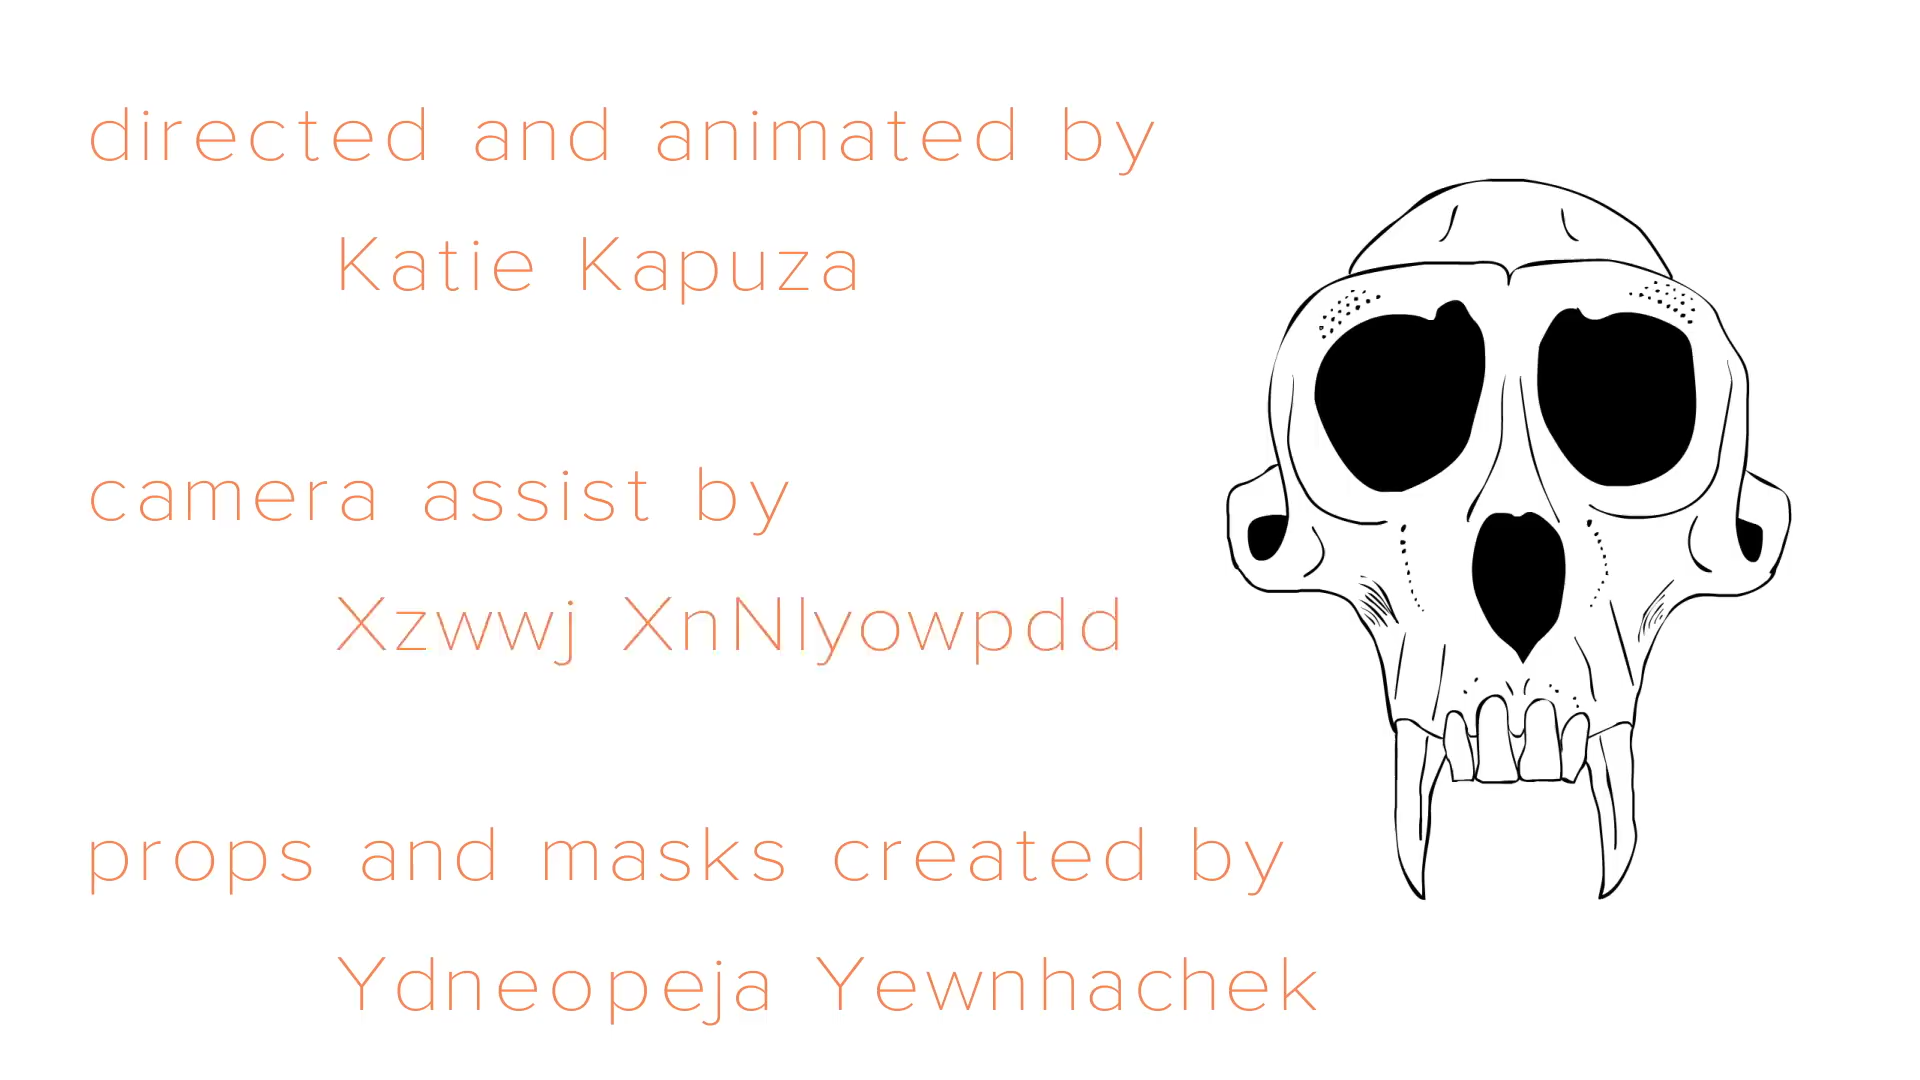 directed and animated by
Katie Kapuza
camera assist by
Xzwwj XnNlyowpdd
props and masks created by
Ydneopeja Yewnhachek